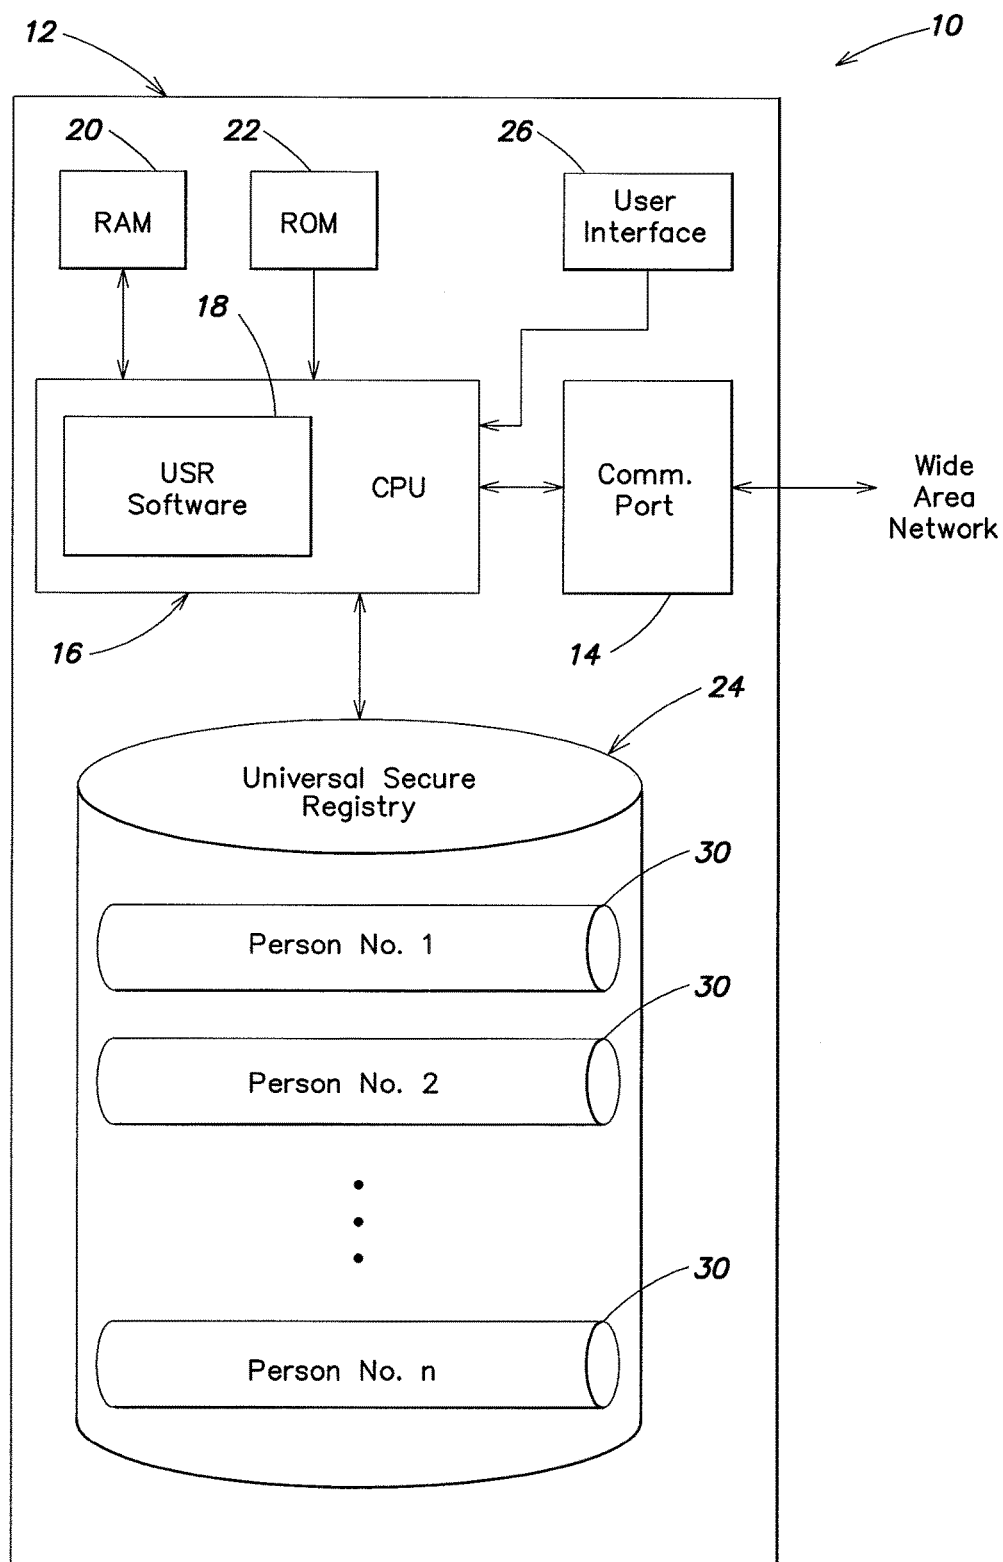 12
10
20
22
26
RAM
ROM
User
Interface
18
USR
Software
CPU
Comm.
Port
Wide
Area
Network
16
14
24
Universal Secure
Registry
30
Person No. 1
30
Person No. 2
30
Person No. n